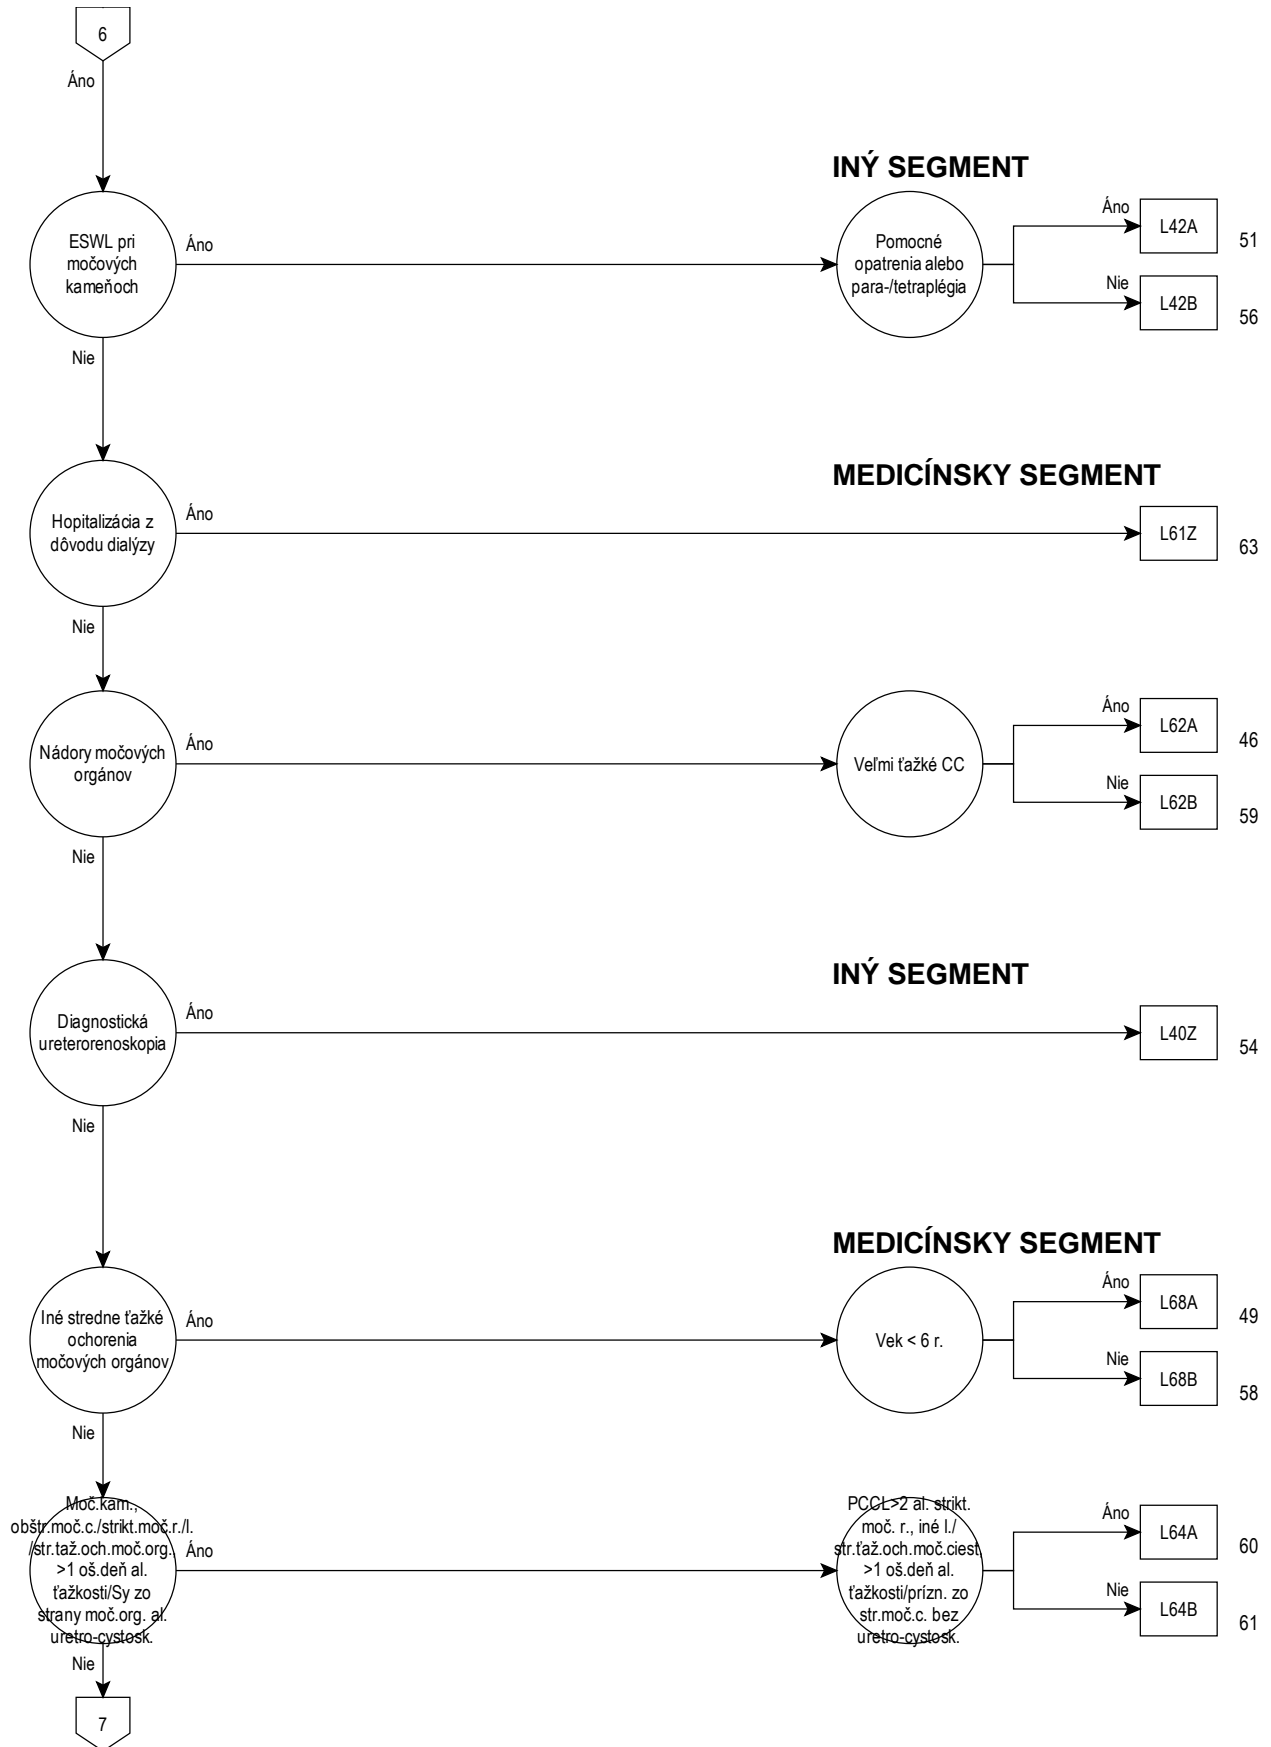 6
Áno
INÝ SEGMENT
ESWL pri
močových
kameňoch
Áno
Pomocné
opatrenia alebo
para-/tetraplégia
Áno
L42A
51
Nie
L42B
56
Nie
MEDICÍNSKY SEGMENT
Hopitalizácia z
dôvodu dialýzy
Áno
L61Z
63
Nie
Nádory močových
orgánov
Áno
Veľmi ťažké CC
Áno
L62A
46
Nie
L62B
59
Nie
INÝ SEGMENT
Diagnostická
ureterorenoskopia
Áno
L40Z
54
Nie
MEDICÍNSKY SEGMENT
Iné stredne ťažké
ochorenia
močových orgánov
Áno
Vek < 6 r.
Áno
L68A
49
Nie
L68B
58
Nie
Moč.kam.,
obštr.moč.c./strikt.moč.r./l.
/str.taž.och.moč.org.
>1 oš.deň al.
ťažkosti/Sy zo
strany moč.org. al.
uretro-cystosk.
Áno
PCCL>2 al. strikt.
moč. r., iné l./
str.ťaž.och.moč.ciest,
>1 oš.deň al.
ťažkosti/prízn. zo
str.moč.c. bez
uretro-cystosk.
Áno
L64A
60
Nie
L64B
61
Nie
7